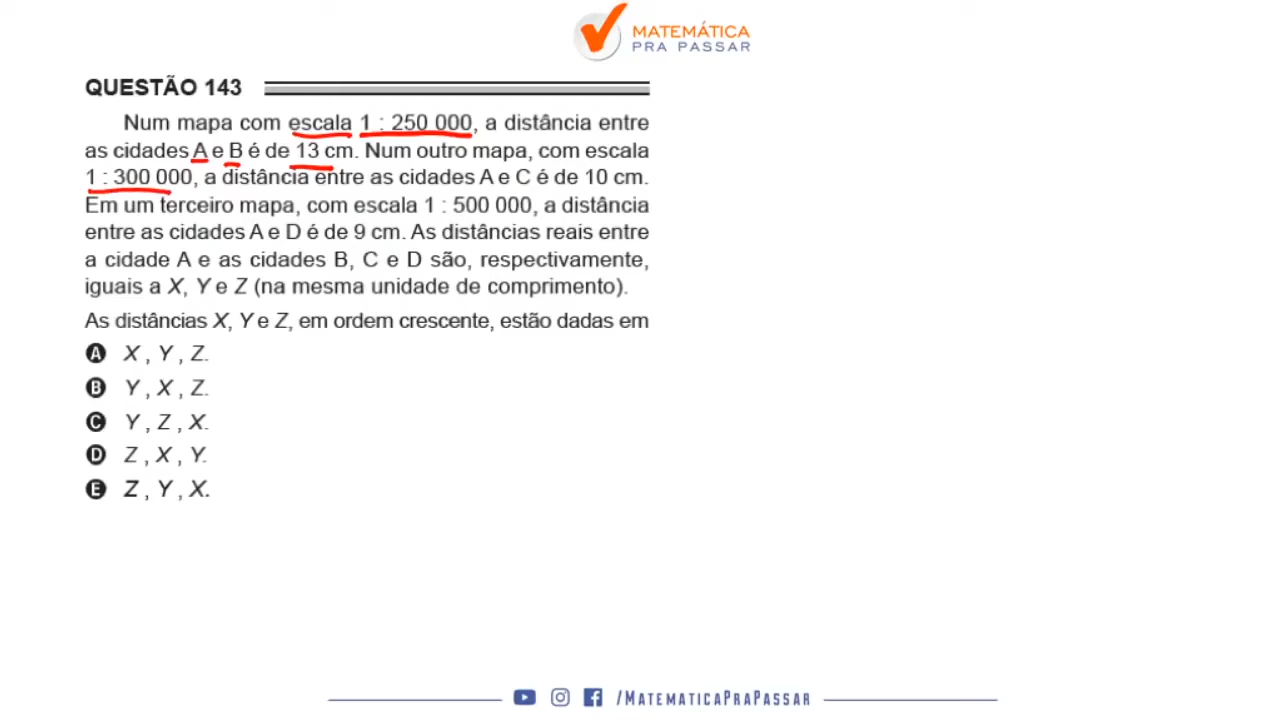 MATEMÁTICA
PRA PASSAR
QUESTÃO 143
Num mapa com escala 1 : 250 000, a distância entre
as cidades A e B é de 13 cm. Num outro mapa, com escala
1 : 300 000, a distância entre as cidades A e C é de 10 cm.
Em um terceiro mapa, com escala 1 : 500 000, a distância
entre as cidades A e D é de 9 cm. As distâncias reais entre
a cidade A e as cidades B, C e D são, respectivamente,
iguais a X, Y e Z (na mesma unidade de comprimento).
As distâncias X, Y e Z, em ordem crescente, estão dadas em
A X , Y , Z.
B Y , X , Z.
C Y , Z , X.
D Z , X , Y.
E Z , Y , X.
/MATEMATICAPRAPASSAR